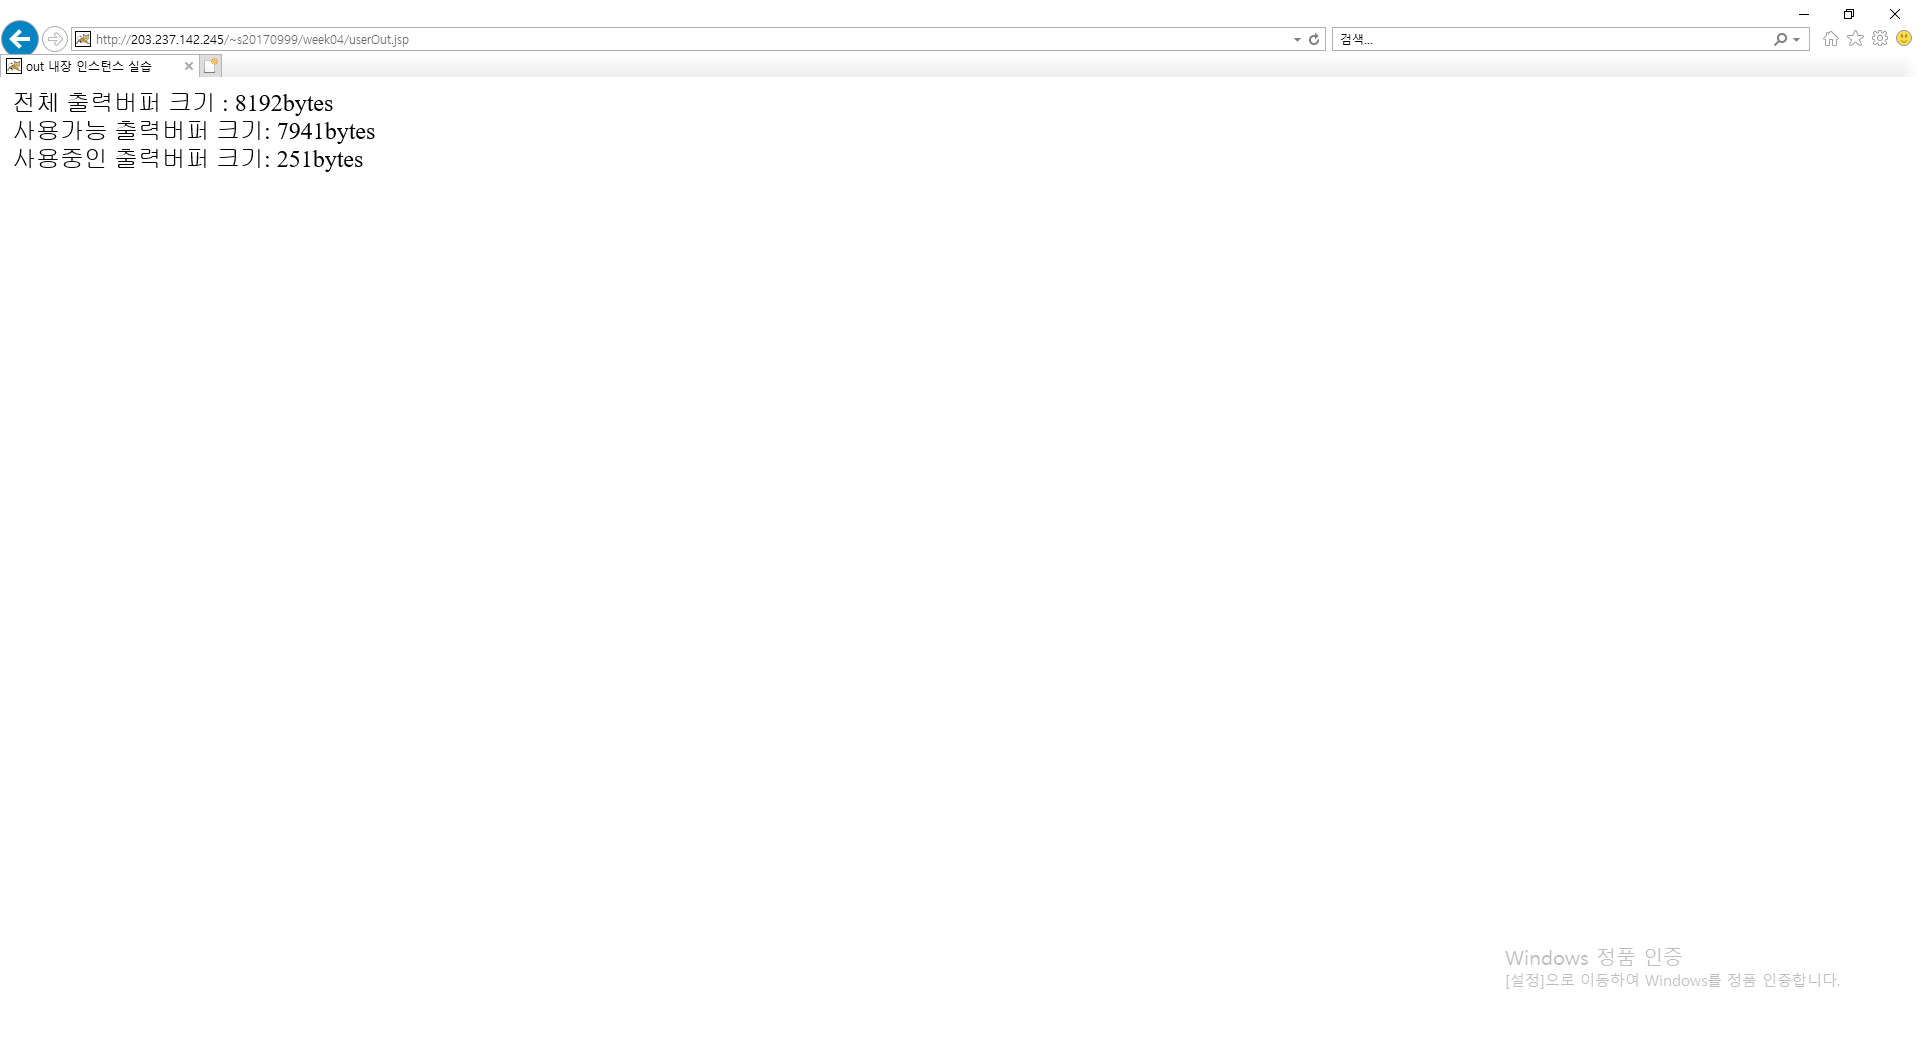 http://203.237.142.245/~s20170999/week04/userOut.jsp
검색...
out 내장 인스턴스 실습
전체 출력버퍼 크기 : 8192bytes
사용가능 출력버퍼 크기: 7941bytes
사용중인 출력버퍼 크기: 251bytes
Windows 정품 인증
[설정]으로 이동하여 Windows를 정품 인증합니다.